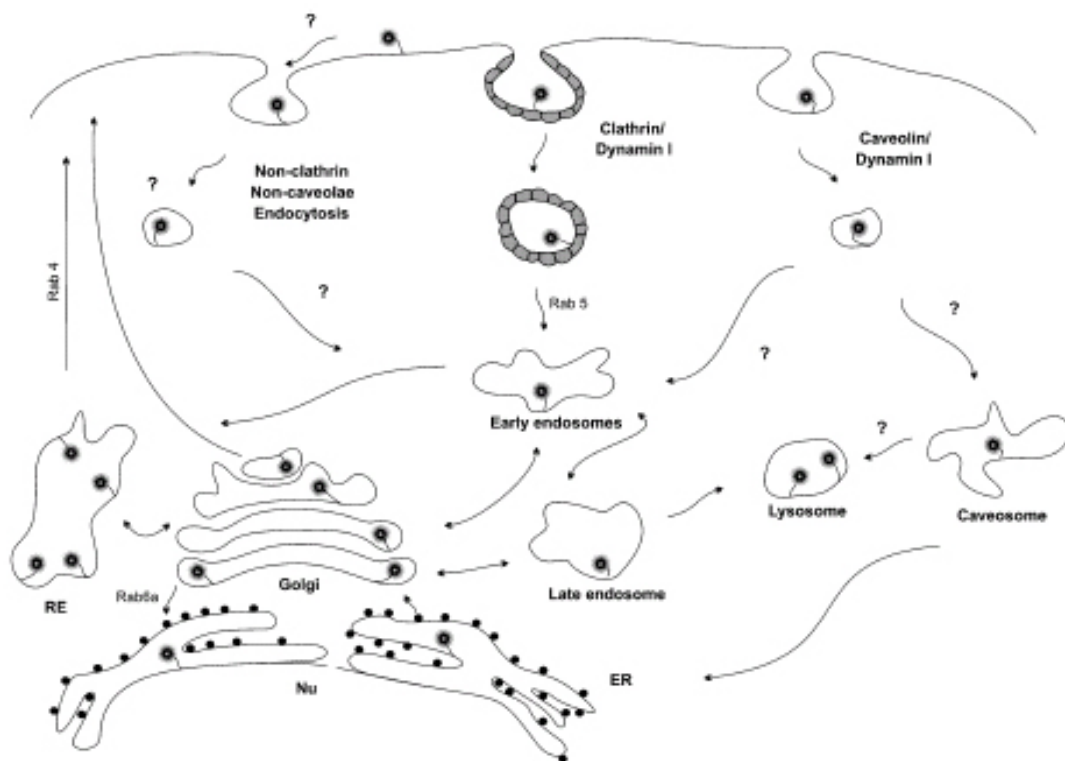 ?
Clathrin/
Dynamin I
Caveolin/
Dynamin I
Non-clathrin
Non-caveolae
Endocytosis
?
Rab 4
?
Rab 5
?
?
Early endosomes
?
Lysosome
Caveosome
Golgi
Late endosome
RE
Rab6a
Nu
ER